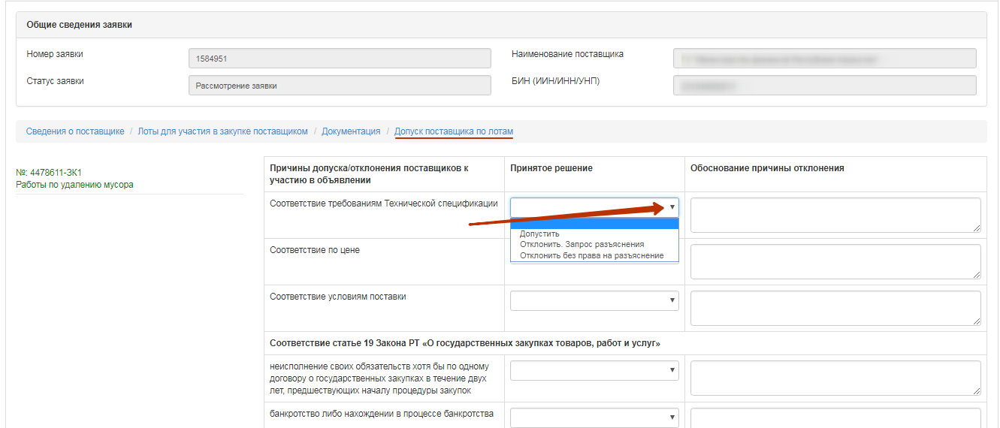 Общие сведения заявки
Номер заявки
1584951
Наименование поставщика
Статус заявки
Рассмотрение заявки
БИН (ИИН/ИНН/УНП)
Сведения о поставщике / Лоты для участия в закупке поставщиком / Документация / Допуск поставщика по лотам
№: 4478611-ЗК1
Работы по удалению мусора
Причины допуска/отклонения поставщиков к
участию в объявлении
Принятое решение
Обоснование причины отклонения
Соответствие требованиям Технической спецификации
Допустить
Отклонить. Запрос разъяснения
Отклонить без права на разъяснение
Соответствие по цене
Соответствие условиям поставки
Соответствие статье 19 Закона РТ «О государственных закупках товаров, работ и услуг»
неисполнение своих обязательств хотя бы по одному
договору о государственных закупках в течение двух
лет, предшествующих началу процедуры закупок
банкротство либо нахождении в процессе банкротства